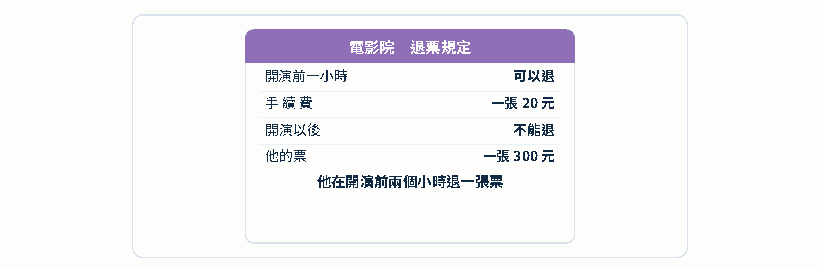 電影院　退票規定
開演前一小時 可以退
手 續 費 一張 20 元
開演以後 不能退
他的票 一張 300 元
他在開演前兩個小時退一張票